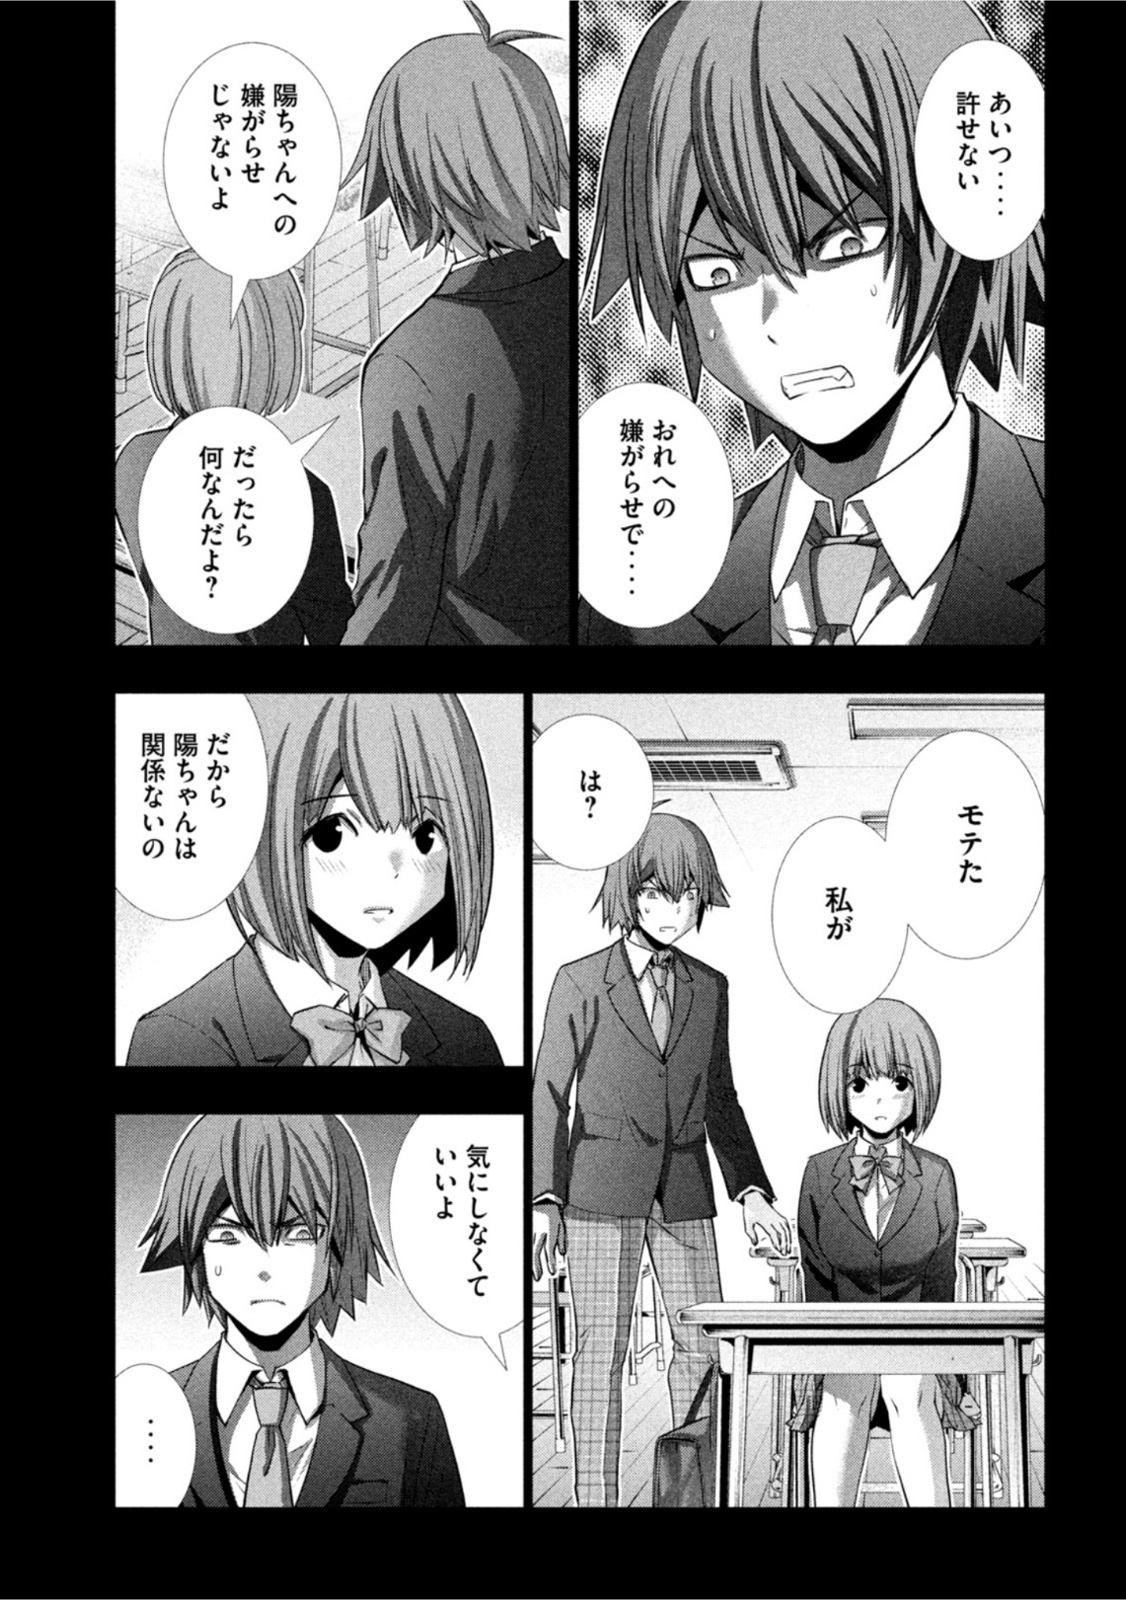 あいつ‥‥
許せない
おれへの
嫌がらせで‥‥
陽ちゃんへの
嫌がらせ
じゃないよ
だったら
何なんだよ？
モテた
私が
は？
だから
陽ちゃんは
関係ないの
気にしなくて
いいよ
‥‥